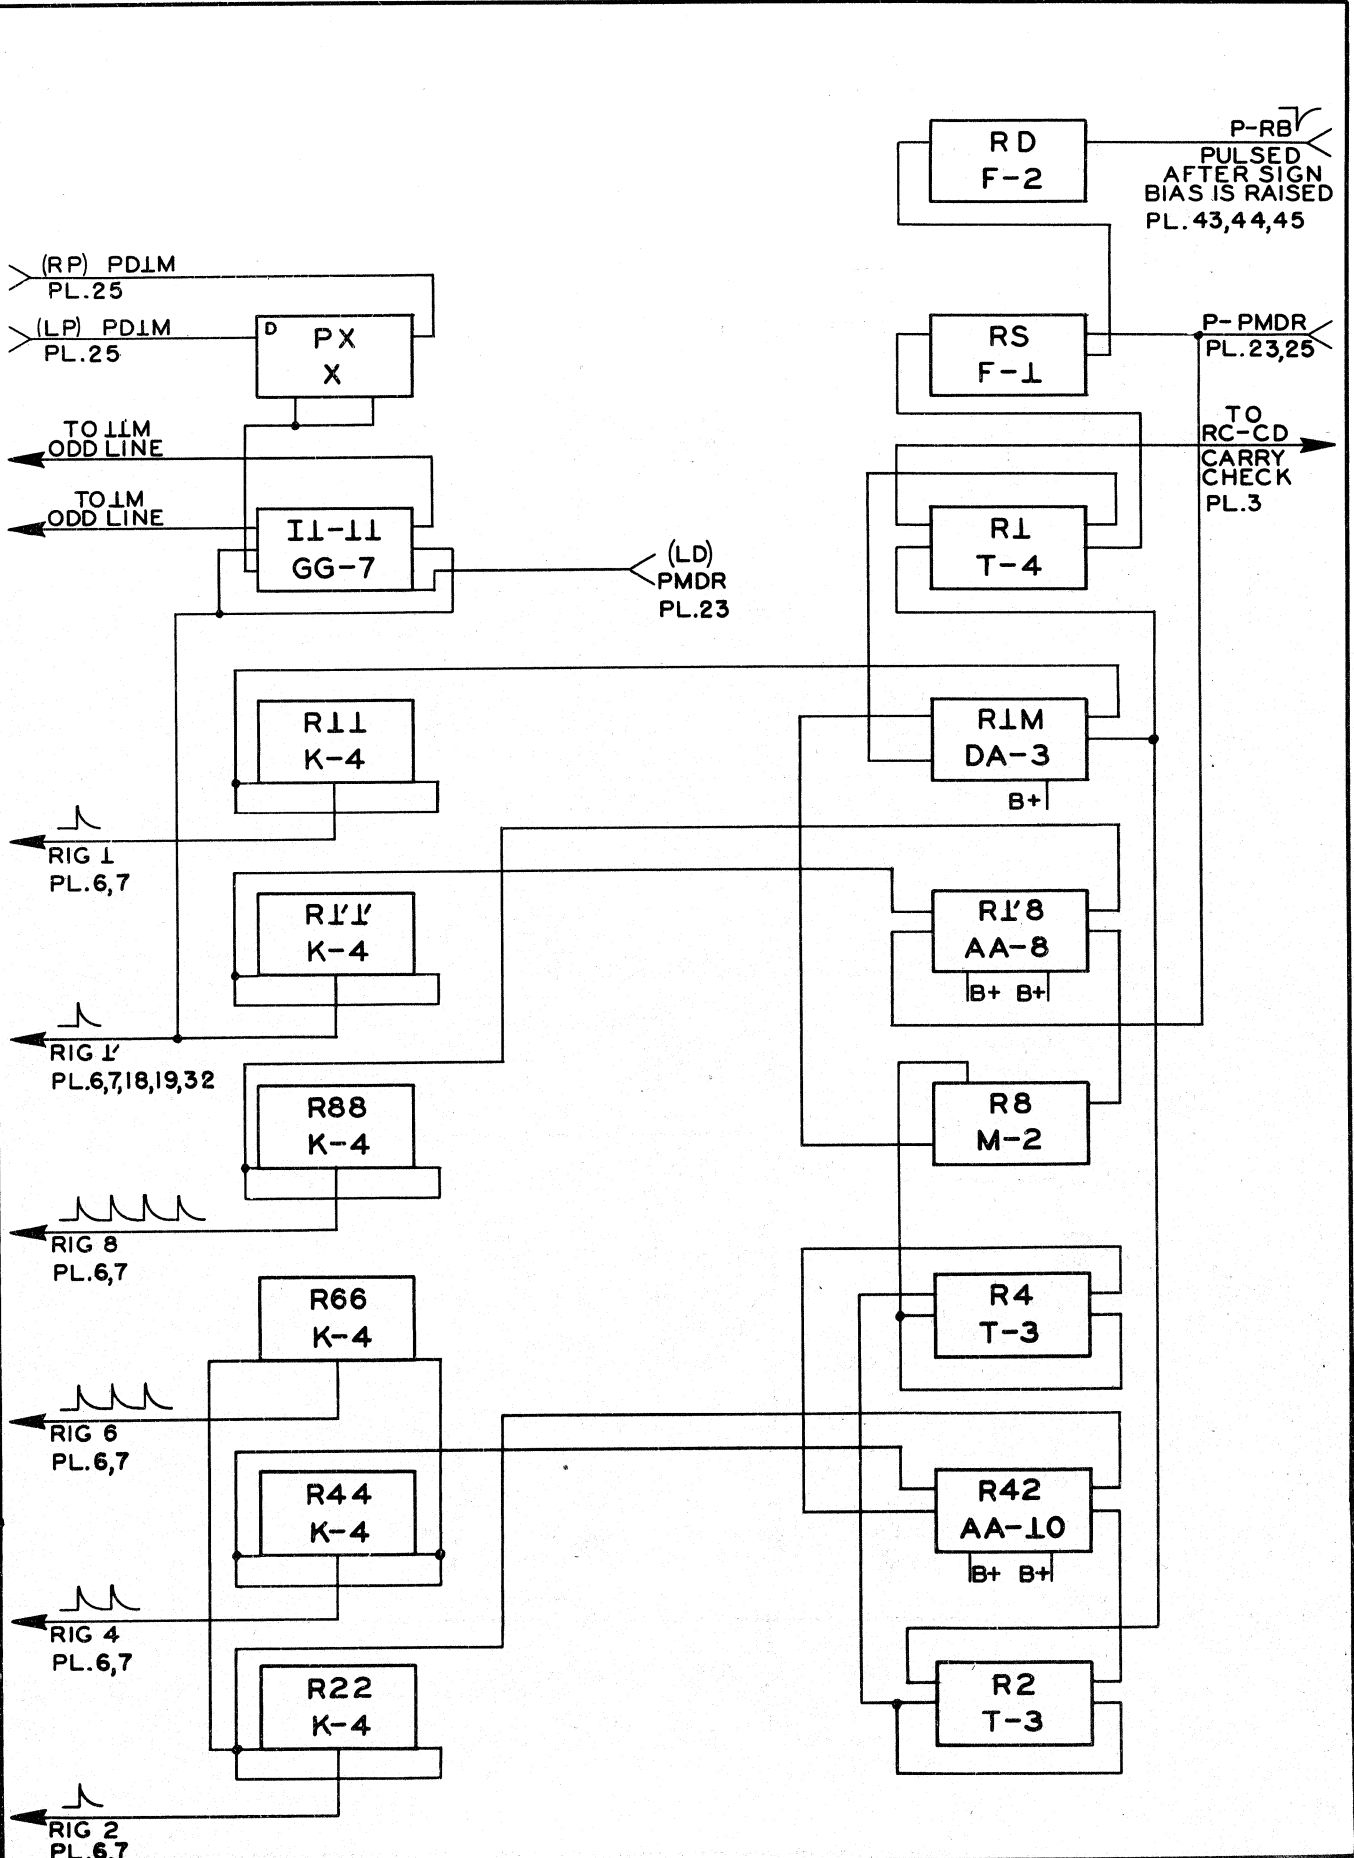 RD
F-2
P-RB
PULSED
AFTER SIGN
BIAS IS RAISED
PL. 43,44,45
(RP) PD⊥M
PL.25
(LP) PD⊥M
PL.25
D
PX
X
RS
F-⊥
P-PMDR
PL.23,25
TO ⊥⊥M
ODD LINE
TO
RC-CD
CARRY
CHECK
PL.3
TO ⊥M
ODD LINE
I⊥-⊥⊥
GG-7
(LD)
PMDR
PL.23
R⊥
T-4
R⊥⊥
K-4
R⊥M
DA-3
B+
RIG ⊥
PL.6,7
R⊥'⊥'
K-4
R⊥'8
AA-8
B+ B+
RIG ⊥'
PL.6,7,18,19,32
R88
K-4
R8
M-2
RIG 8
PL.6,7
R66
K-4
R4
T-3
RIG 6
PL.6,7
R44
K-4
R42
AA-⊥0
B+ B+
RIG 4
PL.6,7
R22
K-4
R2
T-3
RIG 2
PL.6,7